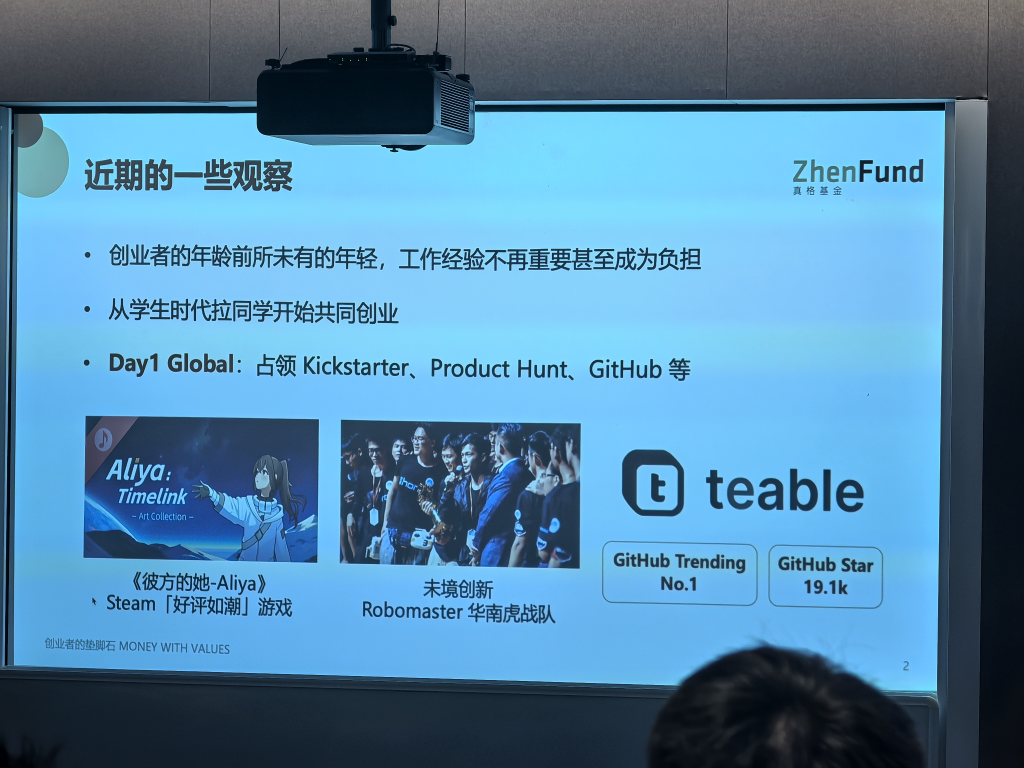 近期的一些观察
ZhenFund
真格基金
• 创业者的年龄前所未有的年轻，工作经验不再重要甚至成为负担
• 从学生时代拉同学开始共同创业
• Day1 Global：占领 Kickstarter、Product Hunt、GitHub 等
Aliya:
Timelink
– Art Collection –
《彼方的她-Aliya》
Steam「好评如潮」游戏
未境创新
Robomaster 华南虎战队
t teable
GitHub Trending
No.1
GitHub Star
19.1k
创业者的垫脚石 MONEY WITH VALUES
2